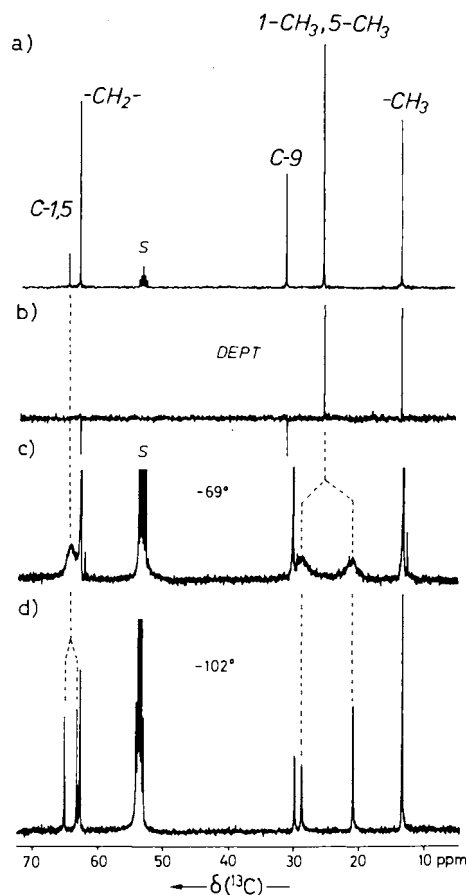 a)
1-CH₃, 5-CH₃
-CH₂-
-CH₃
C-9
C-1,5
S
b)
DEPT
c)
S
-69°
d)
-102°
70 60 50 40 30 20 10 ppm
δ(¹³C)